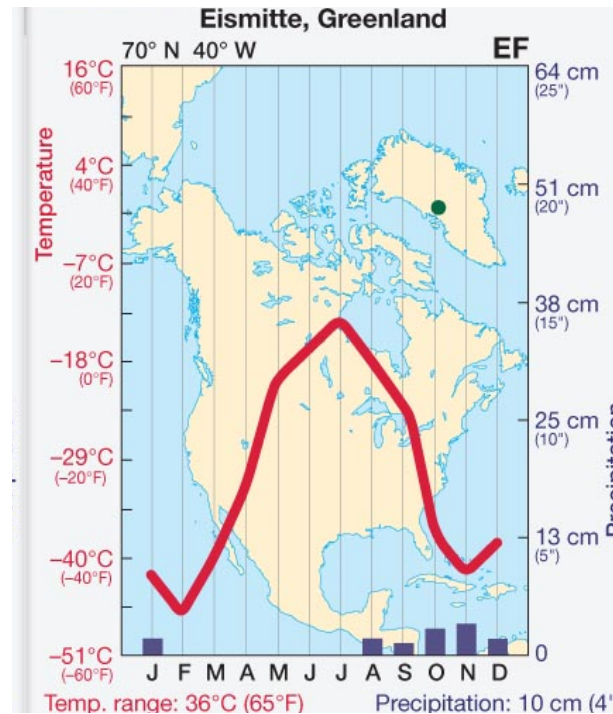 Eismitte, Greenland
70° N 40° W
EF
16°C
(60°F)
4°C
(40°F)
–7°C
(20°F)
–18°C
(0°F)
–29°C
(–20°F)
–40°C
(–40°F)
–51°C
(–60°F)
Temperature
64 cm
(25")
51 cm
(20")
38 cm
(15")
25 cm
(10")
13 cm
(5")
0
Precipitation
J F M A M J J A S O N D
Temp. range: 36°C (65°F)
Precipitation: 10 cm (4"